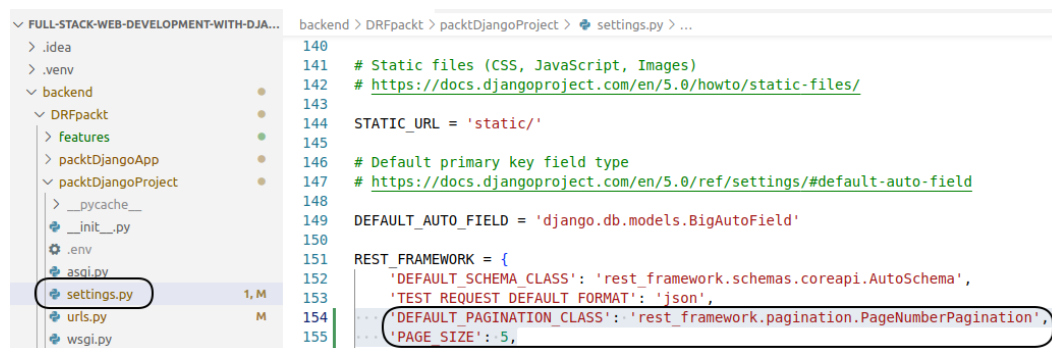 FULL-STACK-WEB-DEVELOPMENT-WITH-DJA...
> .idea
> .venv
backend
DRFpackt
> features
> packtDjangoApp
packtDjangoProject
> __pycache__
__init__.py
.env
asgi.py
settings.py 1, M
urls.py M
wsgi.py
backend > DRFpackt > packtDjangoProject > settings.py > ...
140
141 # Static files (CSS, JavaScript, Images)
142 # https://docs.djangoproject.com/en/5.0/howto/static-files/
143
144 STATIC_URL = 'static/'
145
146 # Default primary key field type
147 # https://docs.djangoproject.com/en/5.0/ref/settings/#default-auto-field
148
149 DEFAULT_AUTO_FIELD = 'django.db.models.BigAutoField'
150
151 REST_FRAMEWORK = {
152 'DEFAULT_SCHEMA_CLASS': 'rest_framework.schemas.coreapi.AutoSchema',
153 'TEST_REQUEST_DEFAULT_FORMAT': 'json',
154 'DEFAULT_PAGINATION_CLASS': 'rest_framework.pagination.PageNumberPagination',
155 'PAGE_SIZE': 5,